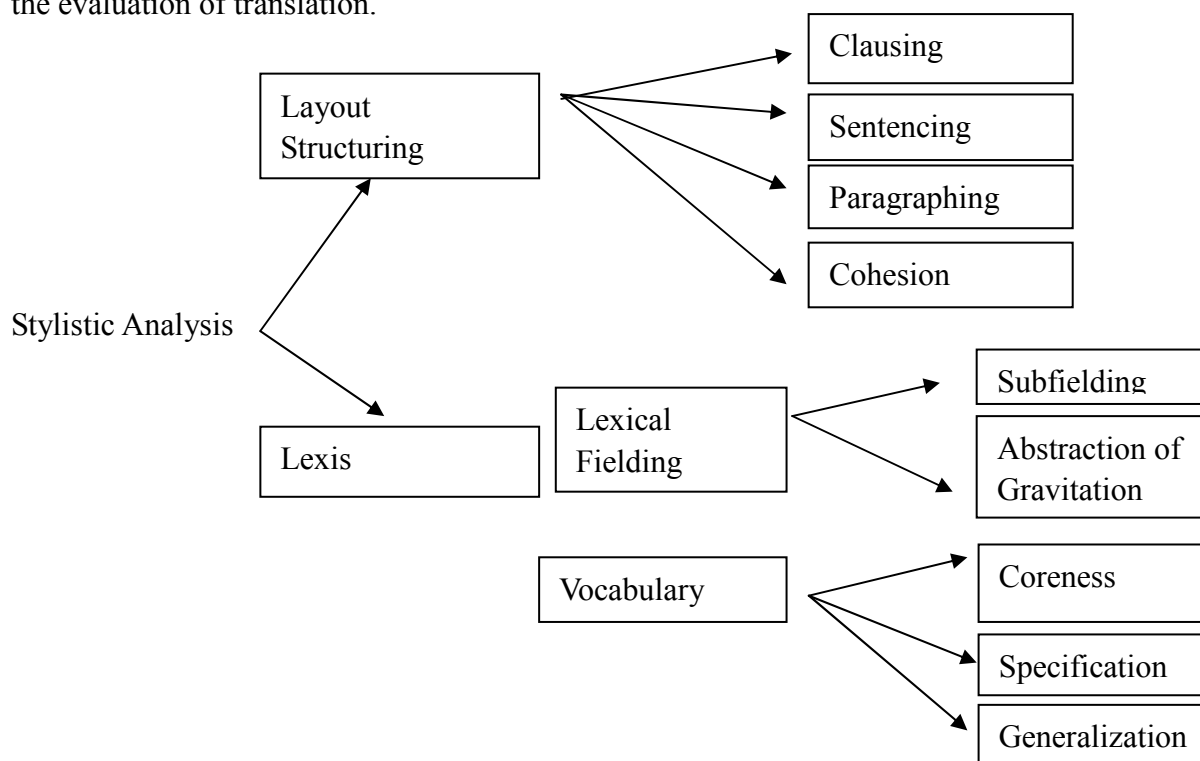 the evaluation of translation.
Clausing
Layout
Structuring
Sentencing
Paragraphing
Cohesion
Stylistic Analysis
Subfielding
Lexical
Fielding
Abstraction of
Gravitation
Lexis
Vocabulary
Coreness
Specification
Generalization